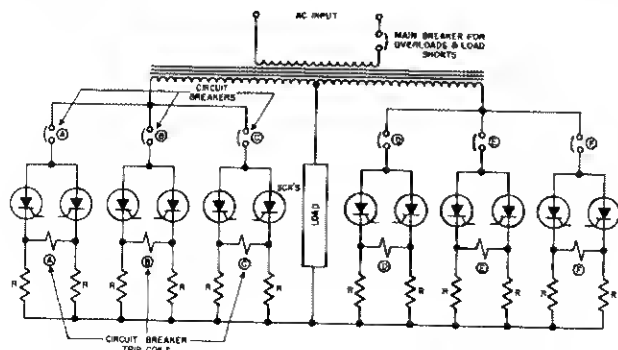 AC INPUT
MAIN BREAKER FOR
OVERLOADS & LOAD
SHORTS
CIRCUIT
BREAKERS
A
B
C
D
E
F
SCR'S
LOAD
A
B
C
D
E
F
R
R
R
R
R
R
R
R
R
R
R
R
CIRCUIT BREAKER
TRIP COILS